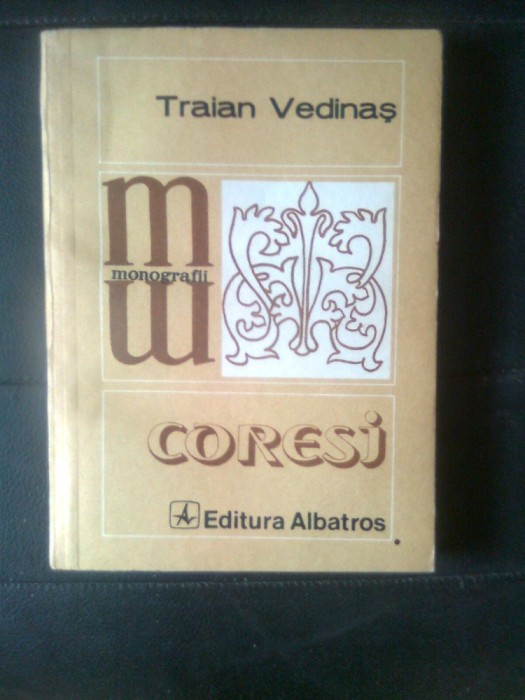 Traian Vedinaş
m
monografii
m
CORESI
Editura Albatros